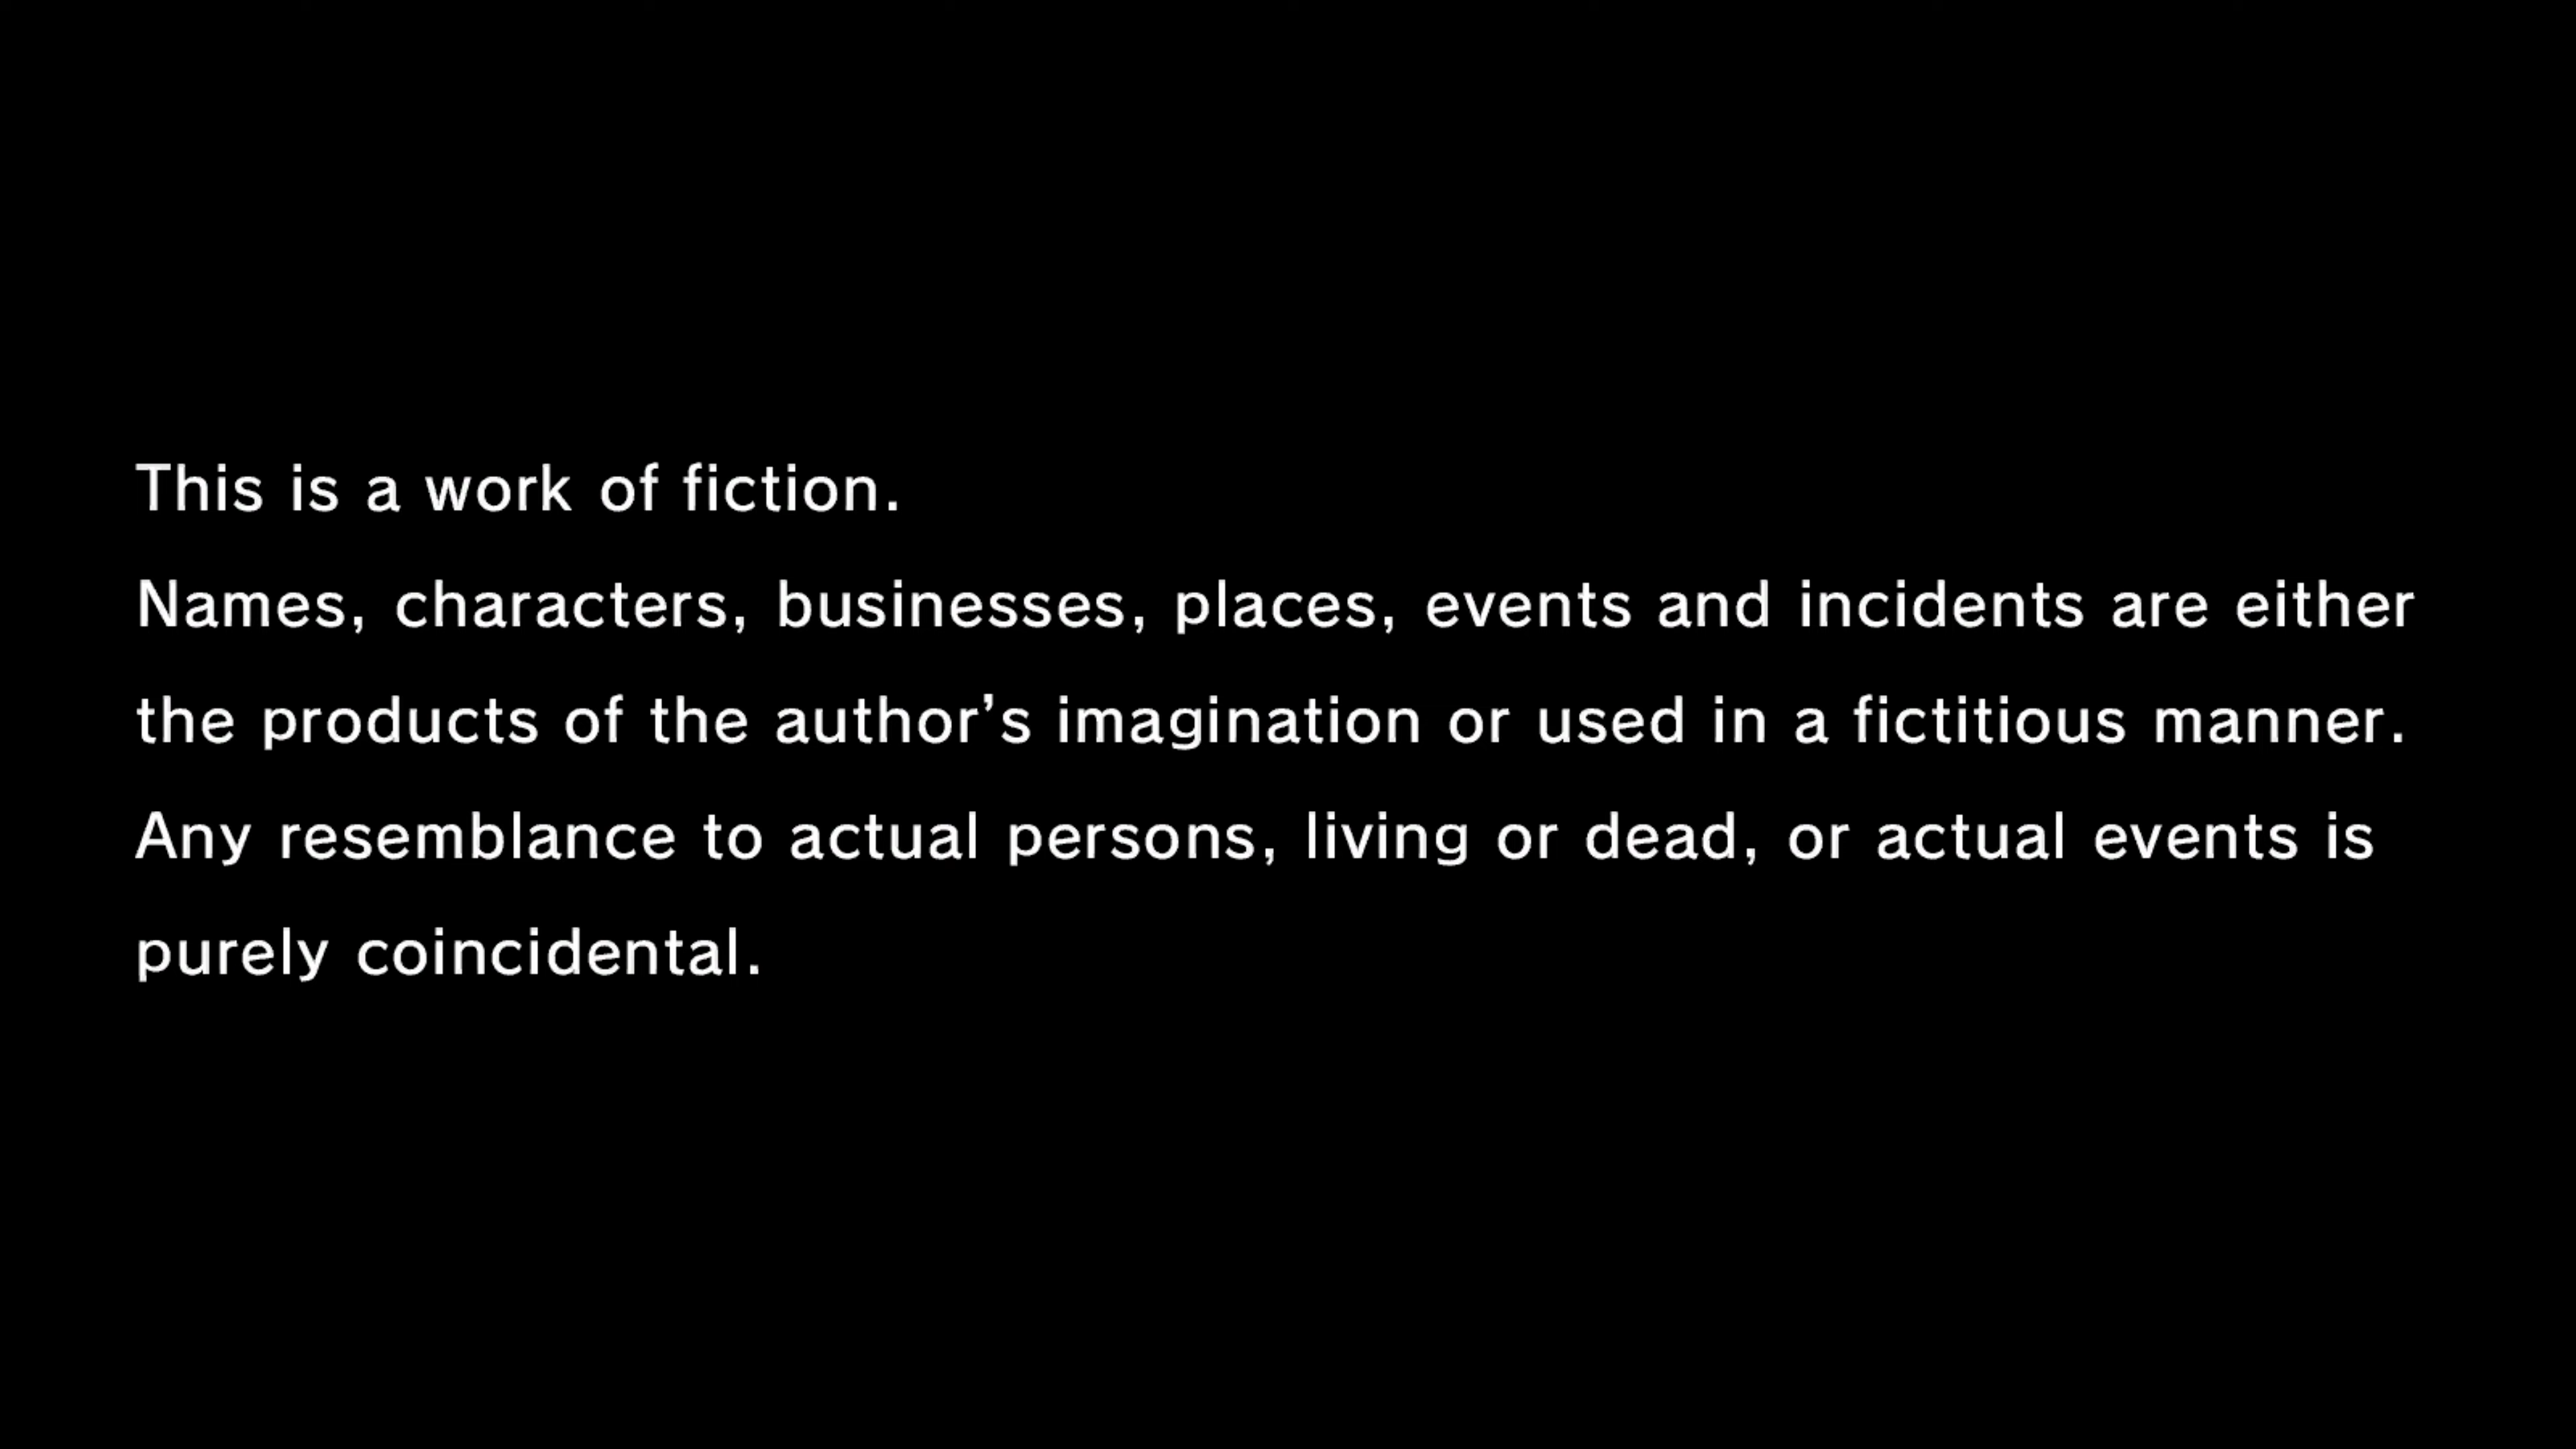 This is a work of fiction.
Names, characters, businesses, places, events and incidents are either
the products of the author’s imagination or used in a fictitious manner.
Any resemblance to actual persons, living or dead, or actual events is
purely coincidental.